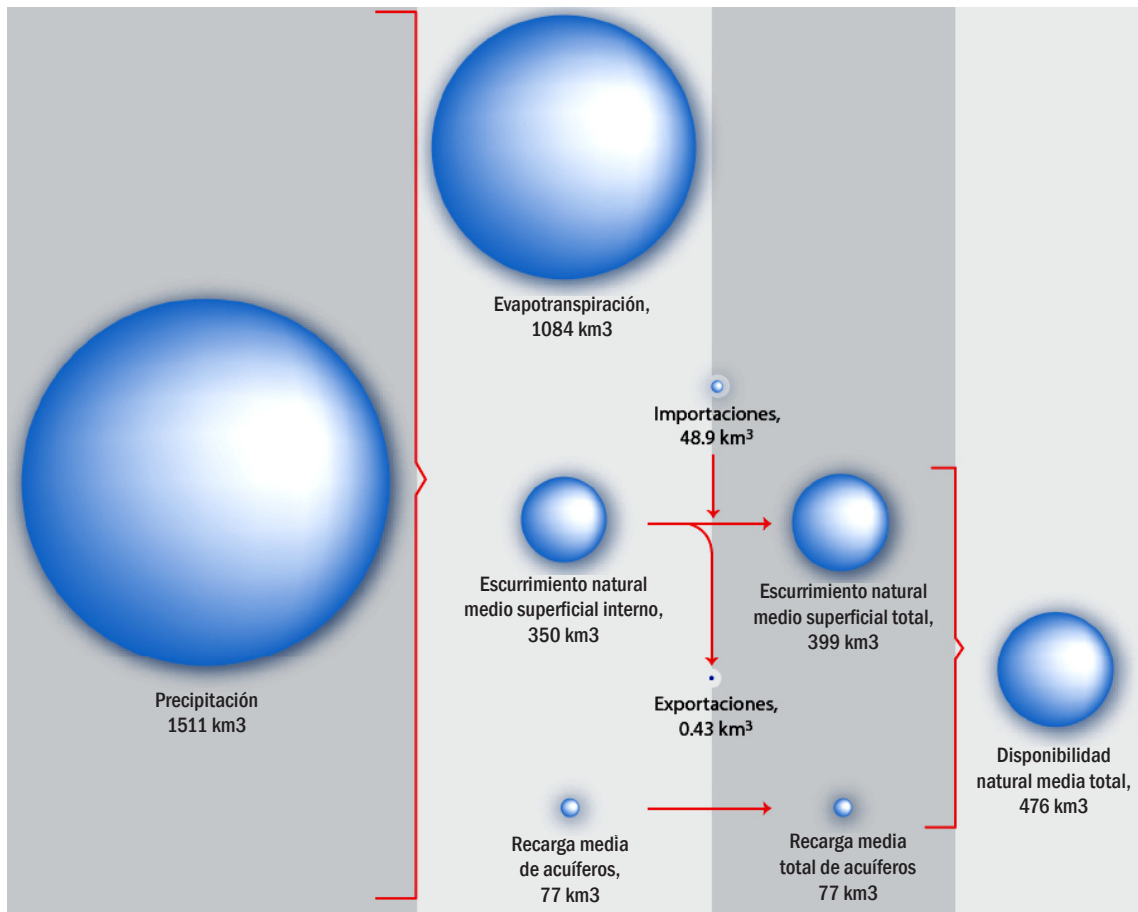 Evapotranspiración,
1084 km3
Importaciones,
48.9 km³
Escurrimiento natural
medio superficial interno,
350 km3
Escurrimiento natural
medio superficial total,
399 km3
Precipitación
1511 km3
Exportaciones,
0.43 km³
Disponibilidad
natural media total,
476 km3
Recarga media
de acuíferos,
77 km3
Recarga media
total de acuíferos
77 km3